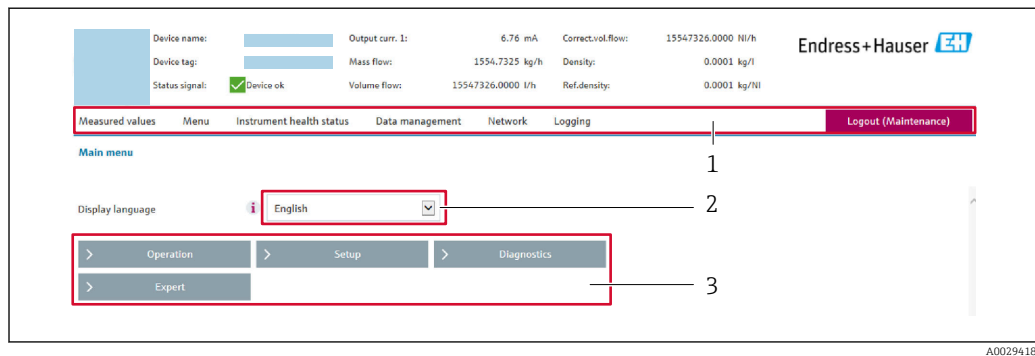 Device name: Output curr. 1: 6.76 mA Correct.vol.flow: 15547326.0000 Nl/h
Endress+Hauser EH
Device tag: Mass flow: 1554.7325 kg/h Density: 0.0001 kg/l
Status signal: Device ok Volume flow: 15547326.0000 l/h Ref.density: 0.0001 kg/Nl
Measured values Menu Instrument health status Data management Network Logging Logout (Maintenance)
1
Main menu
Display language i English 2
Operation Setup Diagnostics
Expert 3
A0029418